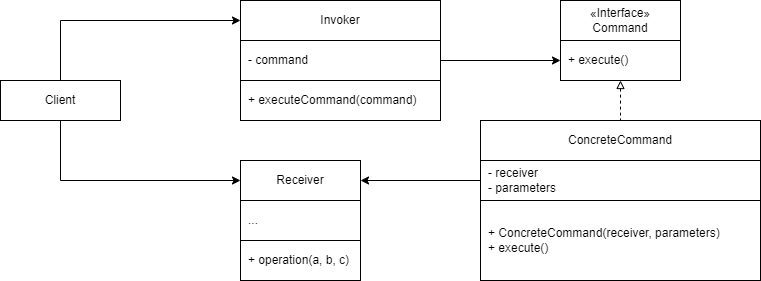 Invoker
- command
+ executeCommand(command)
«Interface»
Command
+ execute()
Client
ConcreteCommand
- receiver
- parameters
+ ConcreteCommand(receiver, parameters)
+ execute()
Receiver
...
+ operation(a, b, c)